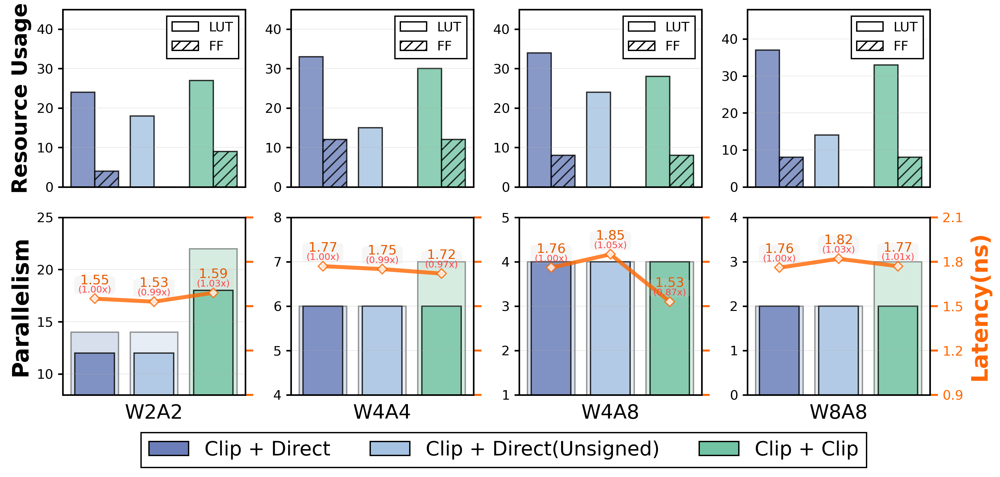 Resource Usage
40
30
20
10
0
LUT
FF
40
30
20
10
0
LUT
FF
40
30
20
10
0
LUT
FF
40
30
20
10
0
LUT
FF
Parallelism
25
20
15
10
1.55
(1.00x)
1.53
(0.99x)
1.59
(1.03x)
W2A2
8
7
6
5
4
1.77
(1.00x)
1.75
(0.99x)
1.72
(0.97x)
W4A4
5
4
3
2
1
1.76
(1.00x)
1.85
(1.05x)
1.53
(0.87x)
W4A8
4
3
2
1
0
1.76
(1.00x)
1.82
(1.03x)
1.77
(1.01x)
W8A8
2.1
1.8
1.5
1.2
0.9
Latency(ns)
Clip + Direct
Clip + Direct(Unsigned)
Clip + Clip